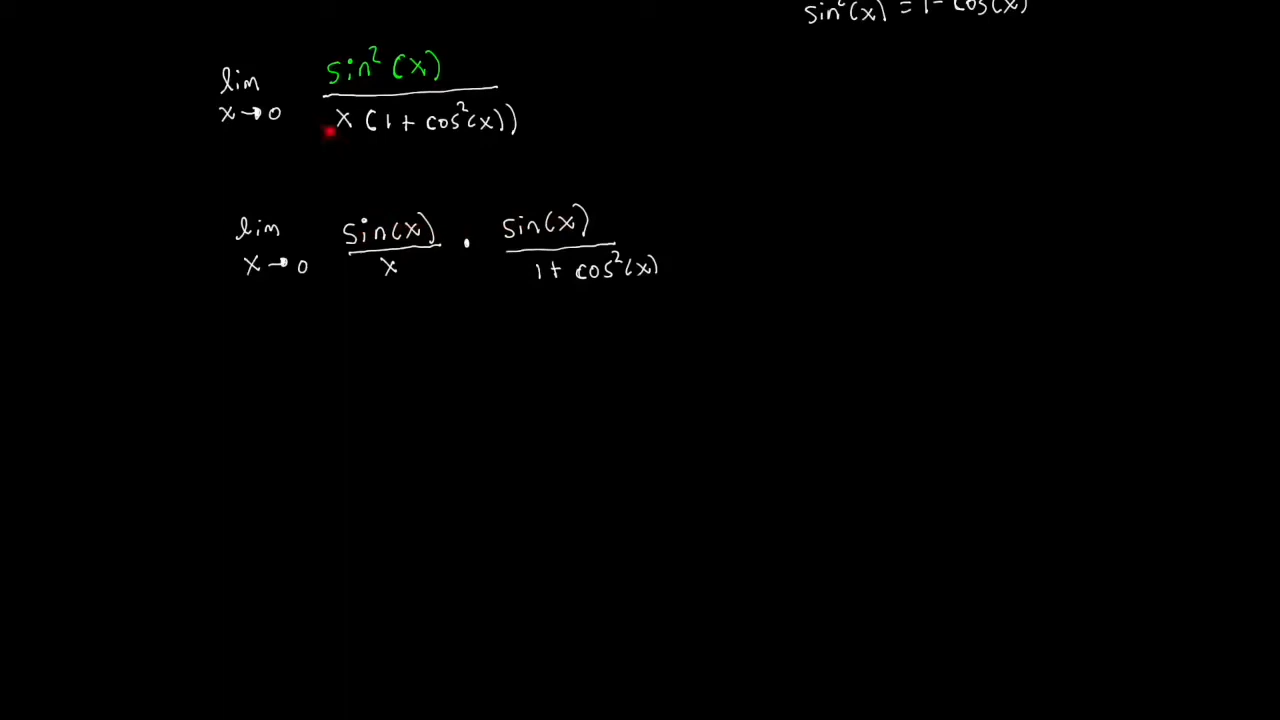 sin²(x) = 1 - cos(x)
lim x→0 sin²(x) / x (1 + cos²(x))
lim x→0 sin(x) / x · sin(x) / 1 + cos²(x)